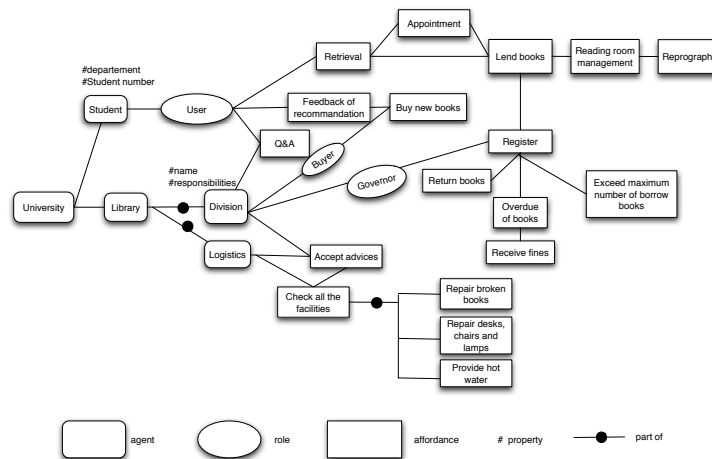 Appointment
Retrieval
Lend books
Reading room
management
Reprography
#departement
#Student number
Student
User
Feedback of
recommandation
Buy new books
Q&A
Buyer
Register
#name
#responsibilities
Governor
Return books
Exceed maximum
number of borrow
books
University
Library
Division
Overdue
of books
Logistics
Accept advices
Receive fines
Check all the
facilities
Repair broken
books
Repair desks,
chairs and
lamps
Provide hot
water
agent
role
affordance
# property
part of